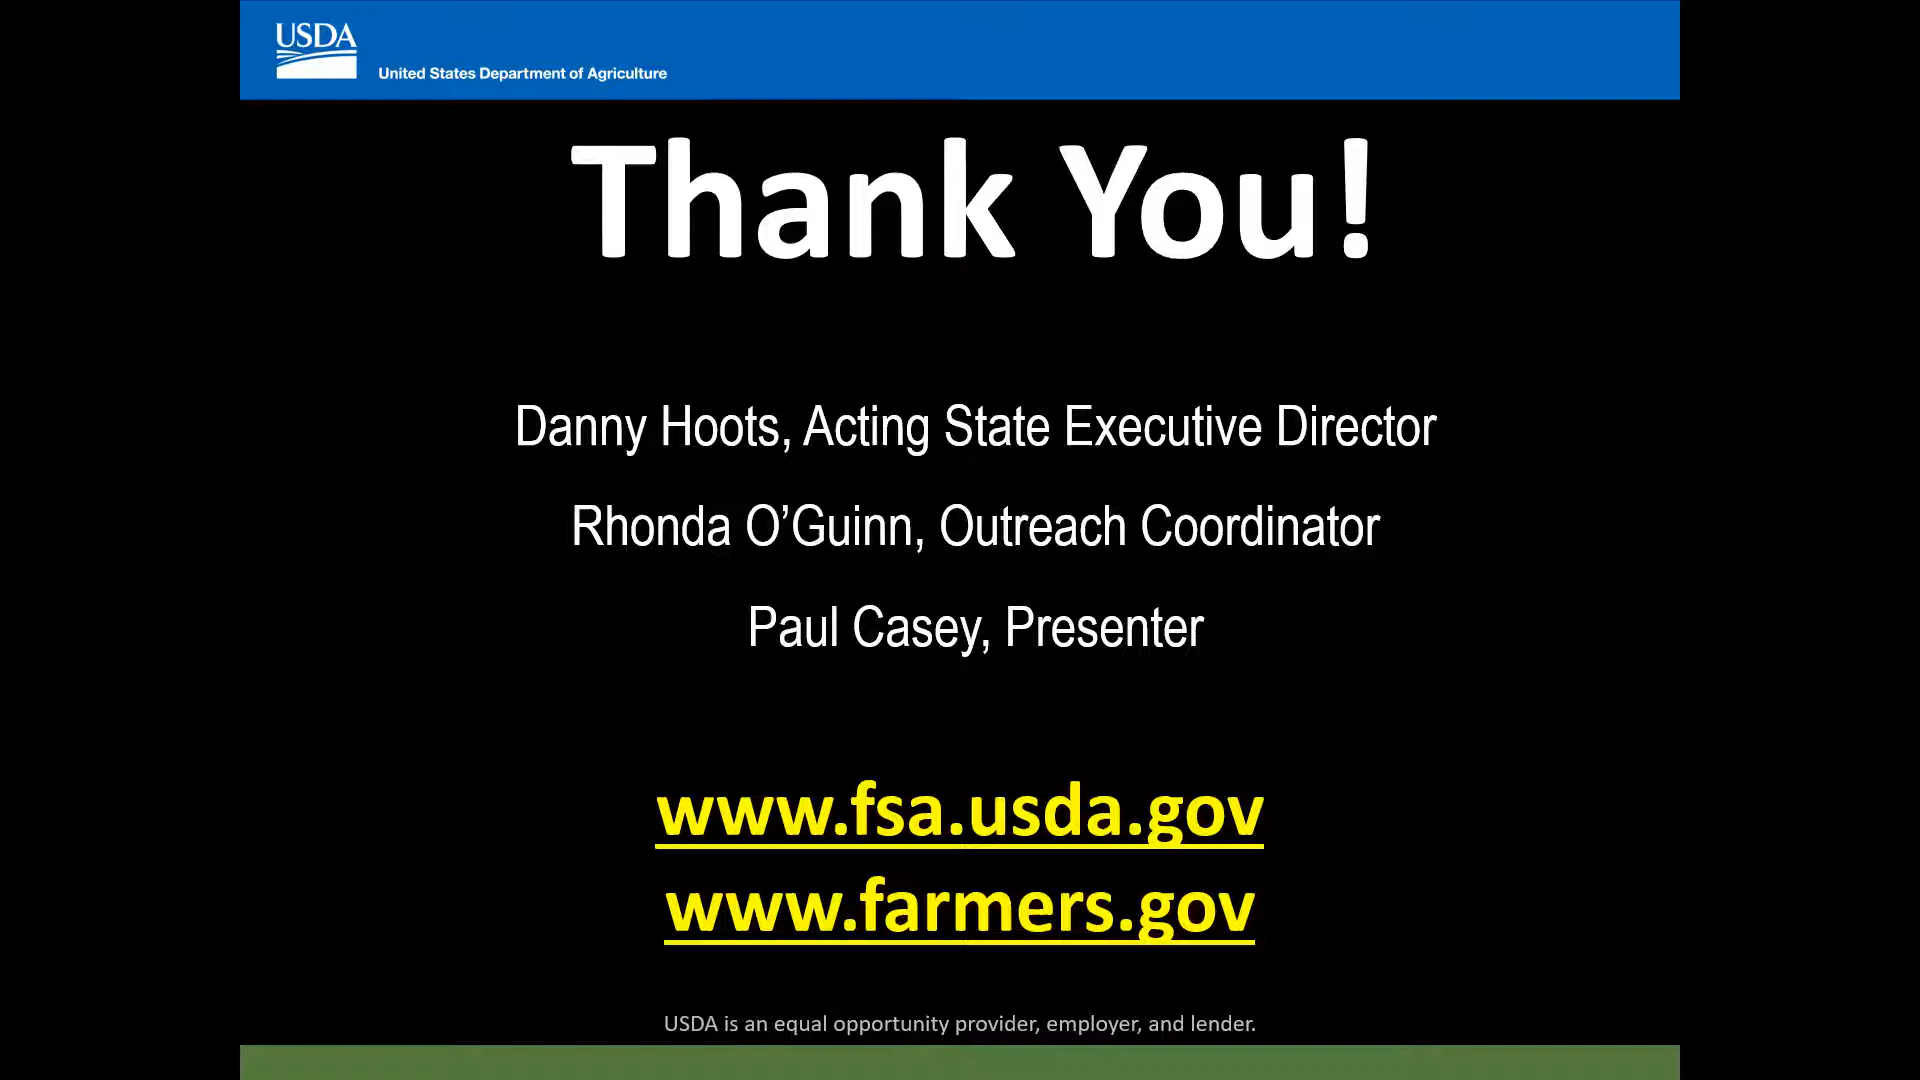 USDA
United States Department of Agriculture
Thank You!
Danny Hoots, Acting State Executive Director
Rhonda O’Guinn, Outreach Coordinator
Paul Casey, Presenter
www.fsa.usda.gov
www.farmers.gov
USDA is an equal opportunity provider, employer, and lender.